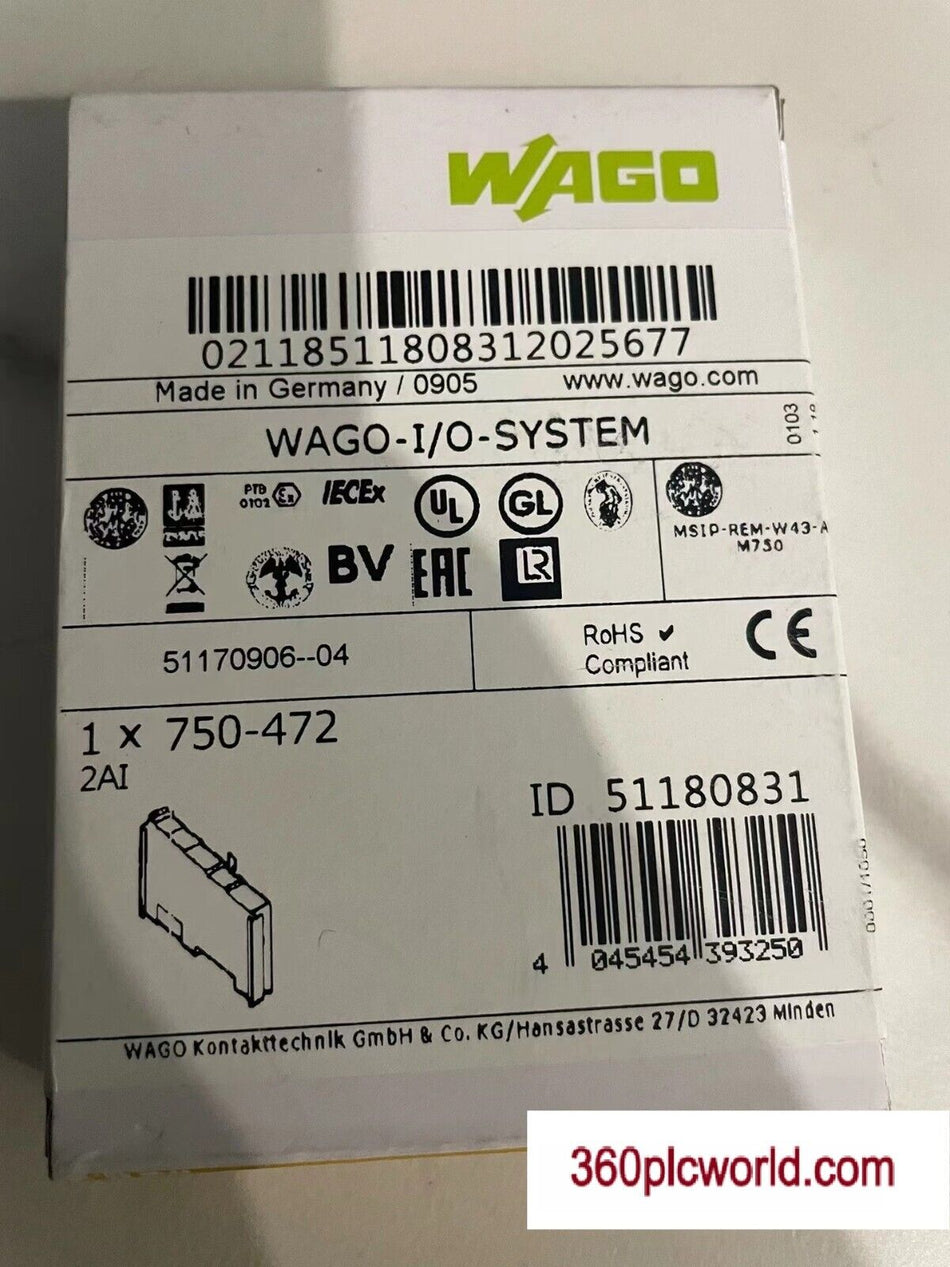 WAGO
02118511808312025677
Made in Germany / 0905 www.wago.com
WAGO-I/O-SYSTEM
0103
PTB
0102 Ex IECEx UL GL
MSIP-REM-W43-A
M750
BV EAC LR
51170906--04
RoHS ✔
Compliant
CE
1 x 750-472
2AI
ID 51180831
4 045454 393250
WAGO Kontakttechnik GmbH & Co. KG/Hansastrasse 27/D 32423 Minden
360plcworld.com